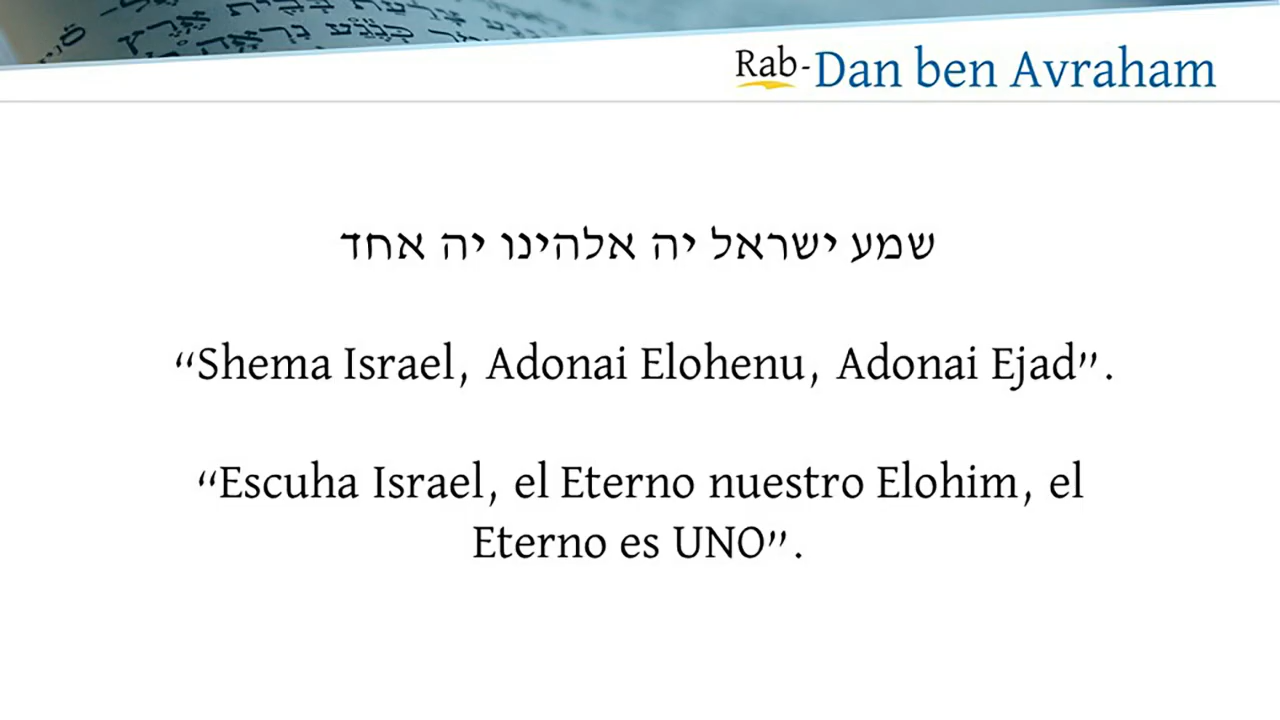 Rab-Dan ben Avraham
שמע ישראל יה אלהינו יה אחד
“Shema Israel, Adonai Elohenu, Adonai Ejad”.
“Escuha Israel, el Eterno nuestro Elohim, el
Eterno es UNO”.